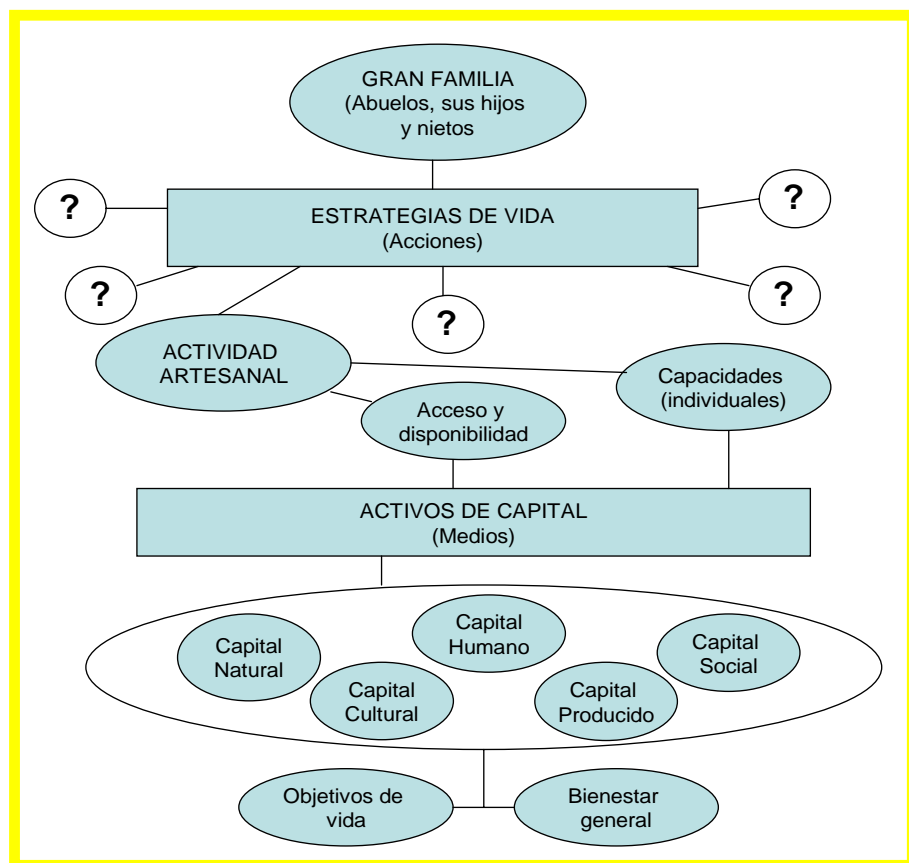 GRAN FAMILIA
(Abuelos, sus hijos
y nietos
?
?
ESTRATEGIAS DE VIDA
(Acciones)
?
?
?
ACTIVIDAD
ARTESANAL
Capacidades
(individuales)
Acceso y
disponibilidad
ACTIVOS DE CAPITAL
(Medios)
Capital
Natural
Capital
Humano
Capital
Social
Capital
Cultural
Capital
Producido
Objetivos de
vida
Bienestar
general